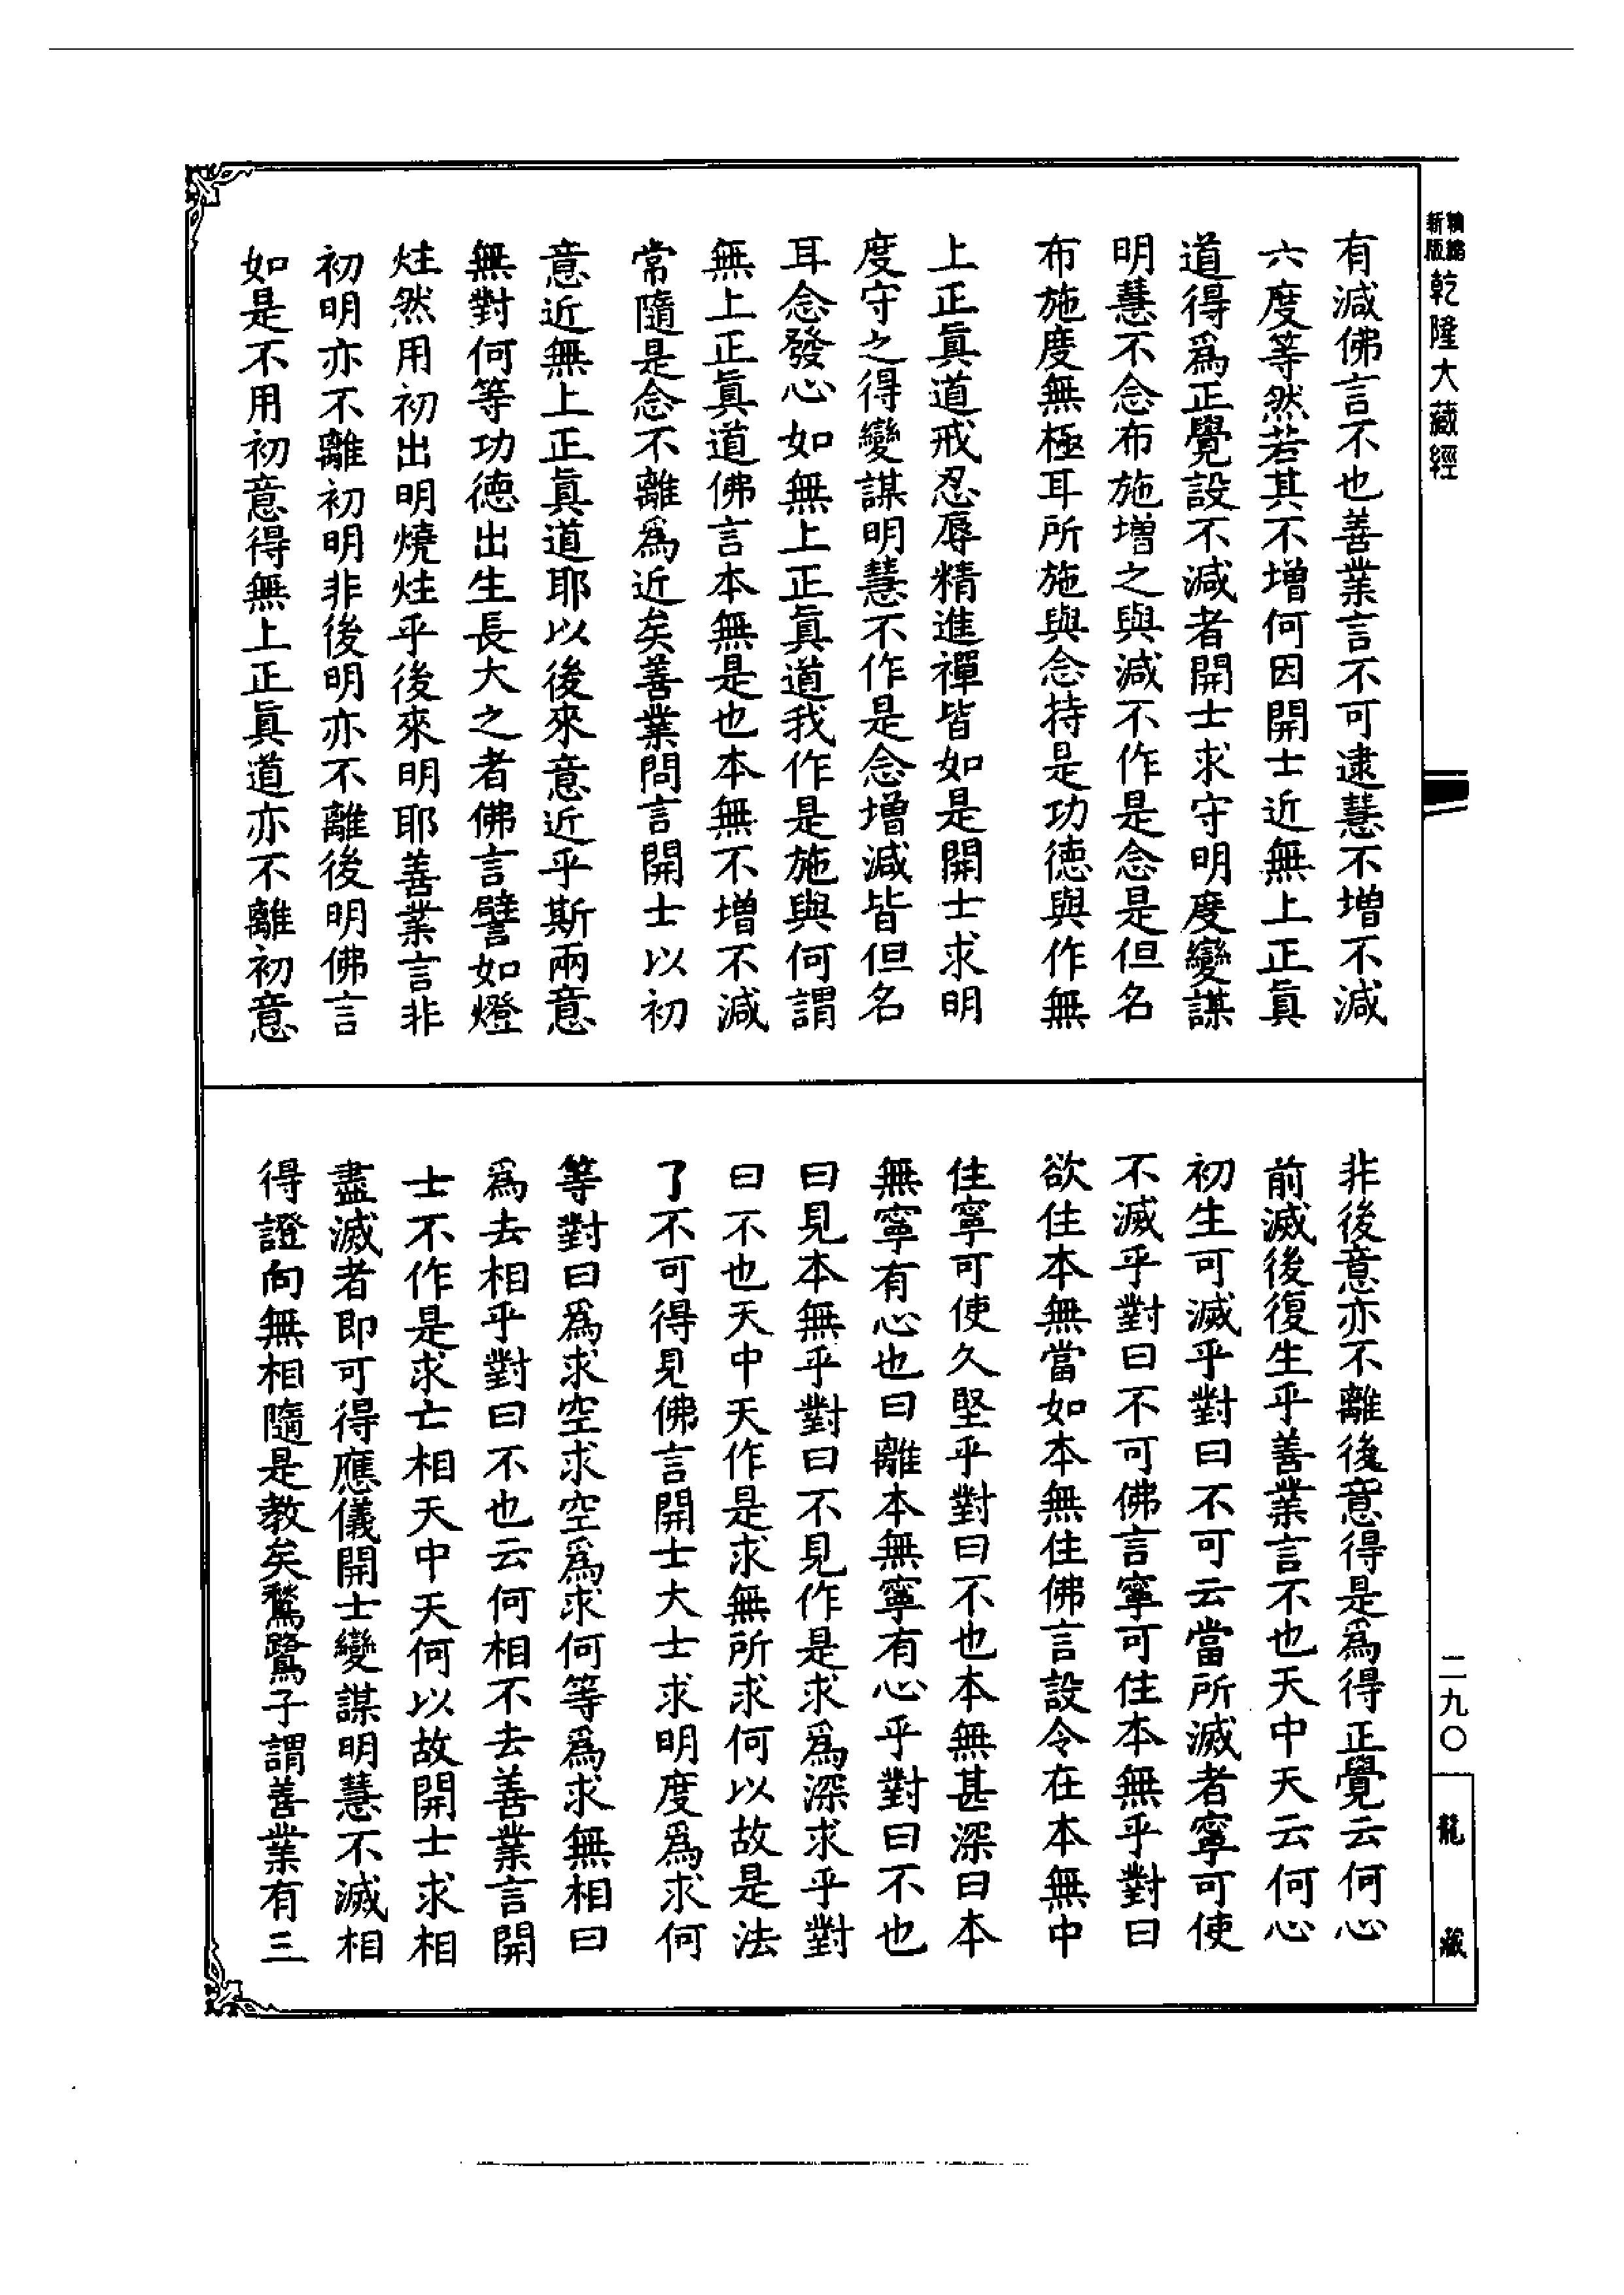 精縮
新版
乾隆大藏經
有減佛言不也善業言不可逮慧不增不減
六度等然若其不增何因開士近無上正眞
道得爲正覺設不減者開士求守明度變謀
明慧不念布施增之與減不作是念是但名
布施度無極耳所施與念持是功德與作無
上正眞道戒忍辱精進禪皆如是開士求明
度守之得變謀明慧不作是念增減皆但名
耳念發心如無上正眞道我作是施與何謂
無上正眞道佛言本無是也本無不增不減
常隨是念不離爲近矣善業問言開士以初
意近無上正眞道耶以後來意近乎斯兩意
無對何等功德出生長大之者佛言譬如燈
炷然用初出明燒炷乎後來明耶善業言非
初明亦不離初明非後明亦不離後明佛言
如是不用初意得無上正眞道亦不離初意
非後意亦不離後意得是爲得正覺云何心
前滅後復生乎善業言不也天中天云何心
初生可滅乎對曰不可云當所滅者寧可使
不滅乎對曰不可佛言寧可住本無乎對曰
欲住本無當如本無住佛言設令在本無中
住寧可使久堅乎對曰不也本無甚深曰本
無寧有心也曰離本無寧有心乎對曰不也
曰見本無乎對曰不見作是求爲深求乎對
曰不也天中天作是求無所求何以故是法
了不可得見佛言開士大士求明度爲求何
等對曰爲求空求空爲求何等爲求無相曰
爲去相乎對曰不也云何相不去善業言開
士不作是求亡相天中天何以故開士求相
盡滅者即可得應儀開士變謀明慧不滅相
得證向無相隨是教矣鶖鷺子謂善業有三
二九〇
龍藏